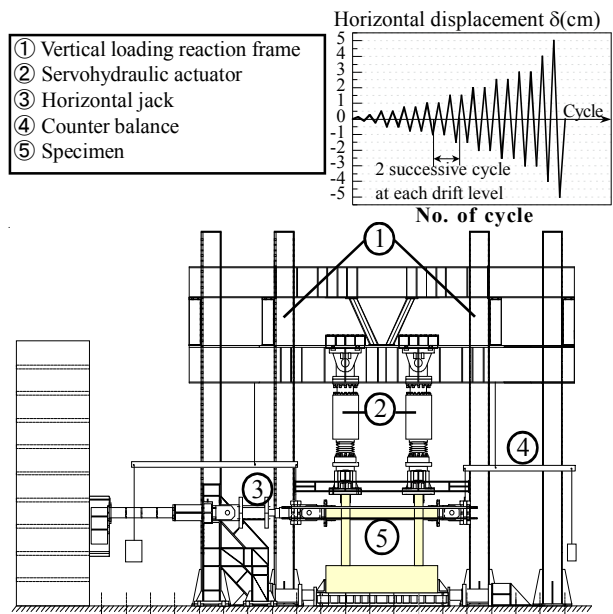 ① Vertical loading reaction frame
② Servohydraulic actuator
③ Horizontal jack
④ Counter balance
⑤ Specimen
Horizontal displacement δ(cm)
5
4
3
2
1
0
-1
-2
-3
-4
-5
Cycle
2 successive cycle
at each drift level
No. of cycle
①
②
④
③
⑤